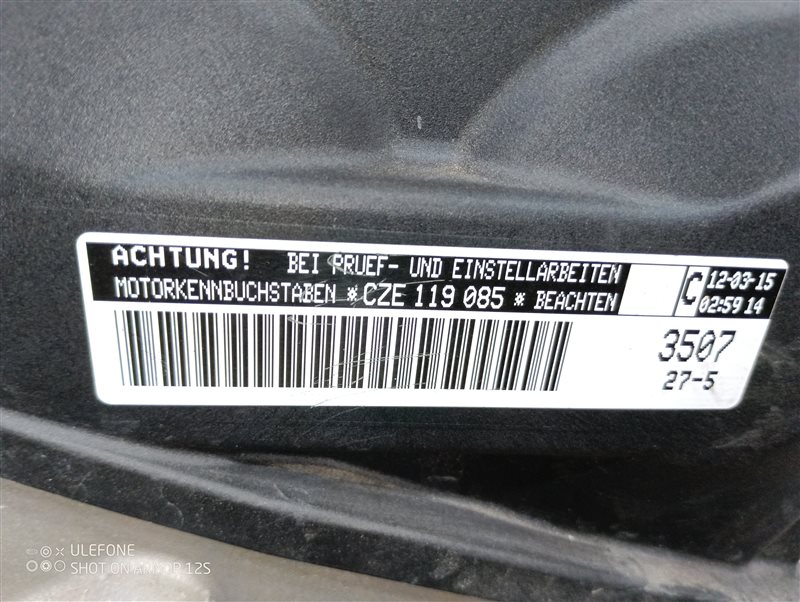 ACHTUNG! BEI PRUEF- UND EINSTELLARBEITEN
MOTORKENNBUCHSTABEN *CZE 119 085* BEACHTEN
C
12-03-15
02:59 14
3507
27-5
ULEFONE
SHOT ON ARMOR 12S